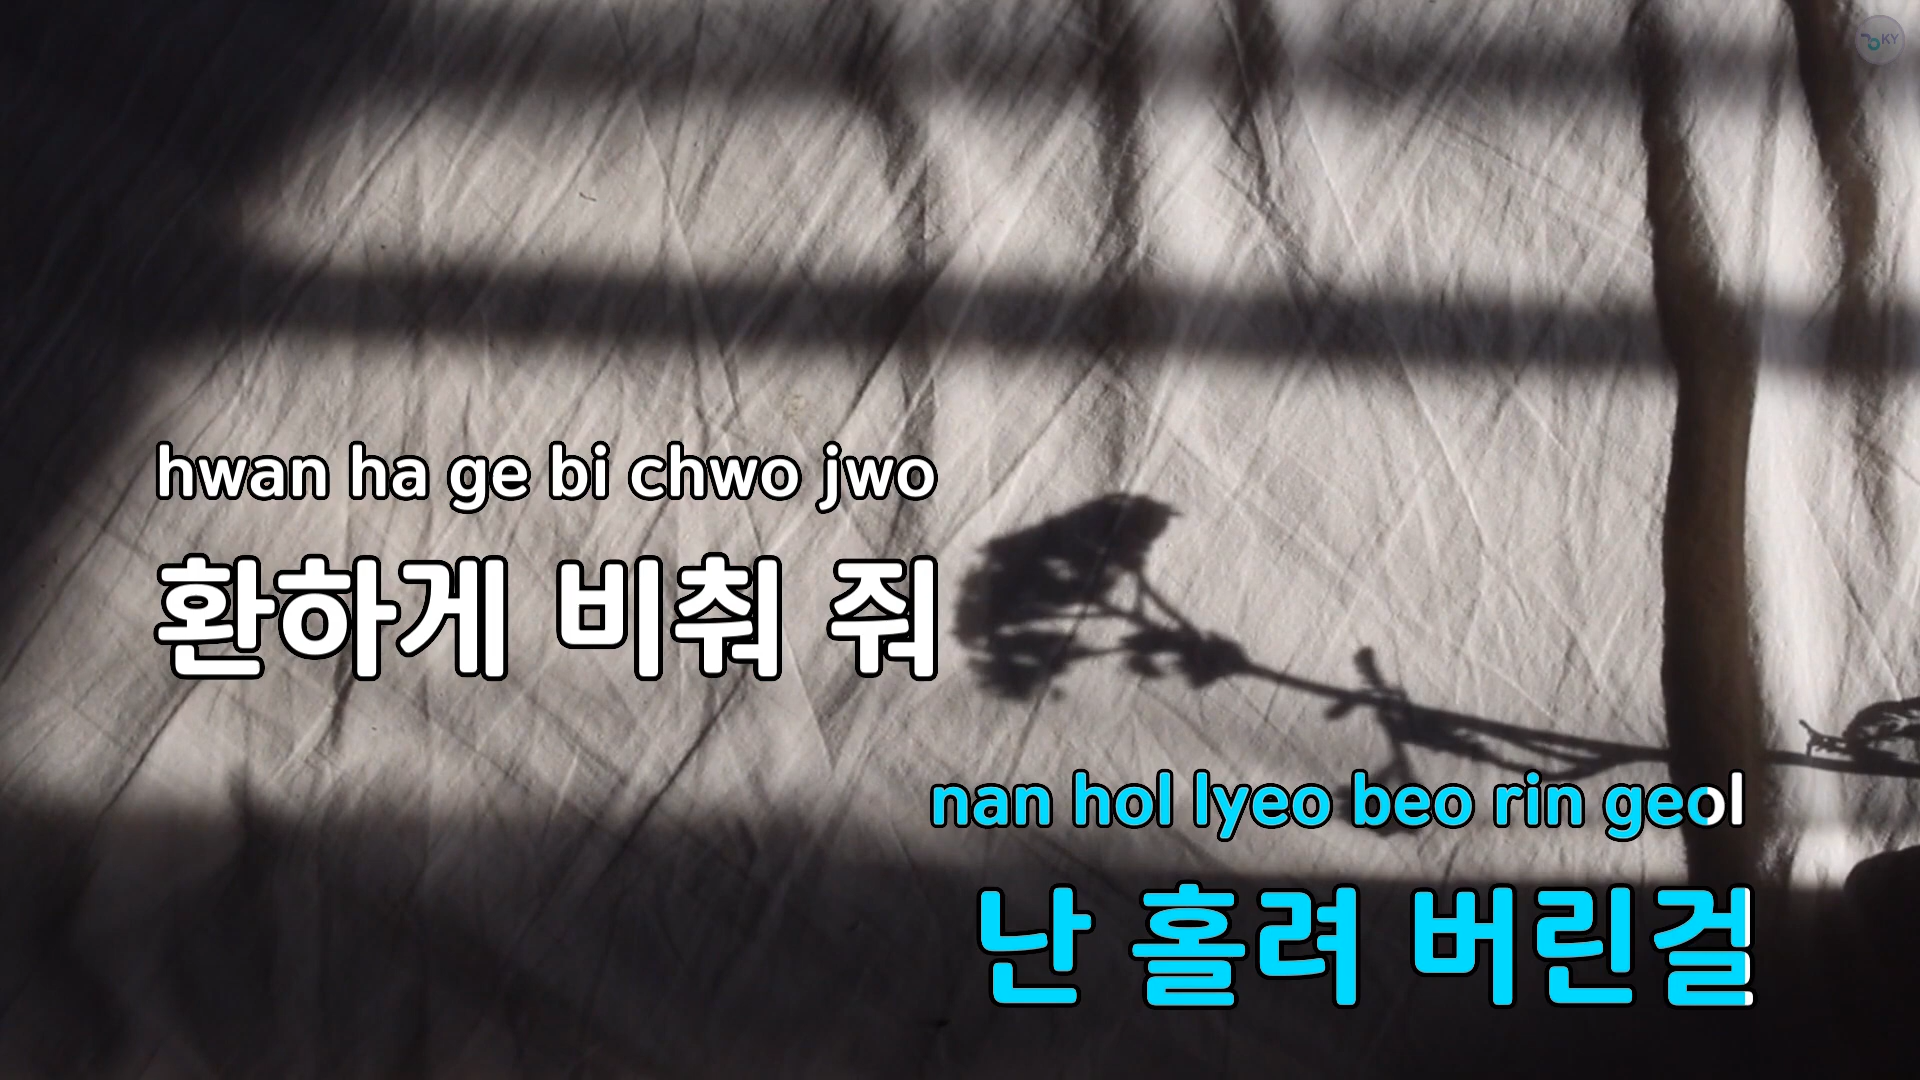 KY
hwan ha ge bi chwo jwo
환하게 비춰 줘
nan hol lyeo beo rin geol
난 홀려 버린걸